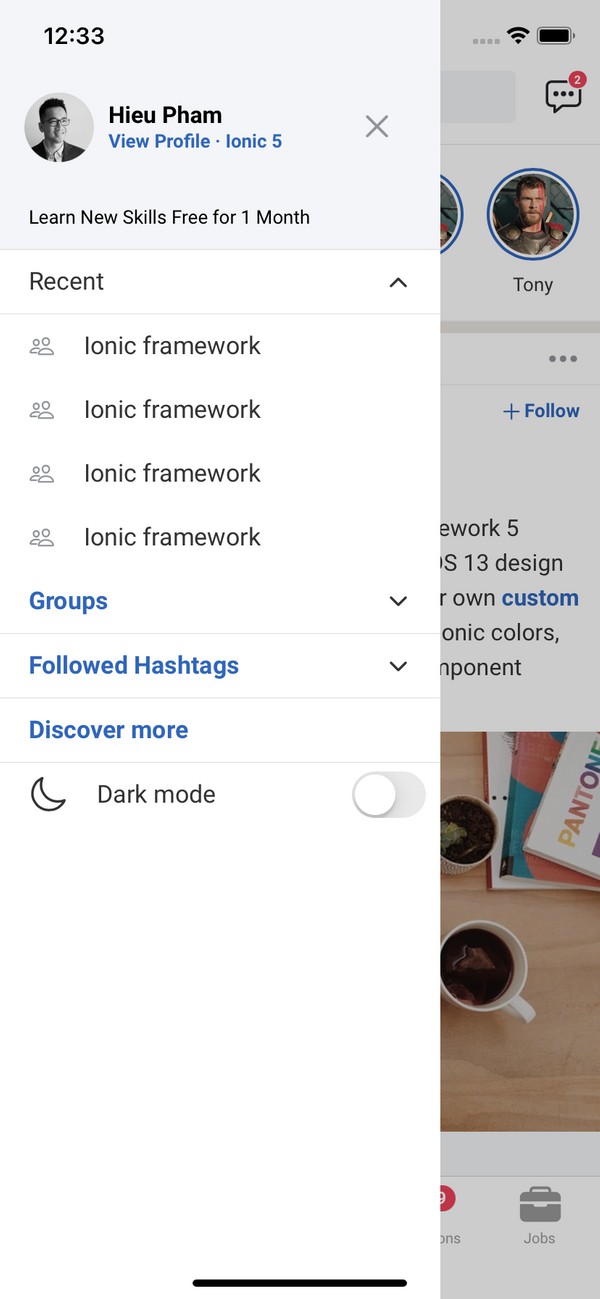 12:33
2
Hieu Pham
View Profile · Ionic 5
Learn New Skills Free for 1 Month
Tony
Recent
Ionic framework
Ionic framework
+ Follow
Ionic framework
Ionic framework
ework 5
OS 13 design
r own custom
onic colors,
mponent
Groups
Followed Hashtags
Discover more
Dark mode
PANTONE
9
ons
Jobs